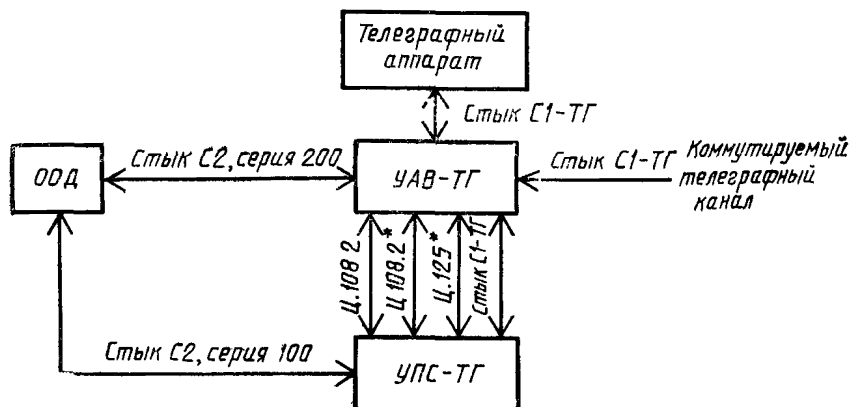 Телеграфный
аппарат
Стык С1-ТГ
ООД
Стык С2, серия 200
УАВ-ТГ
Стык С1-ТГ
Коммутируемый
телеграфный
канал
Ц.108 2
Ц 108.2*
Ц.125*
Стык С1-ТГ
Стык С2, серия 100
УПС-ТГ